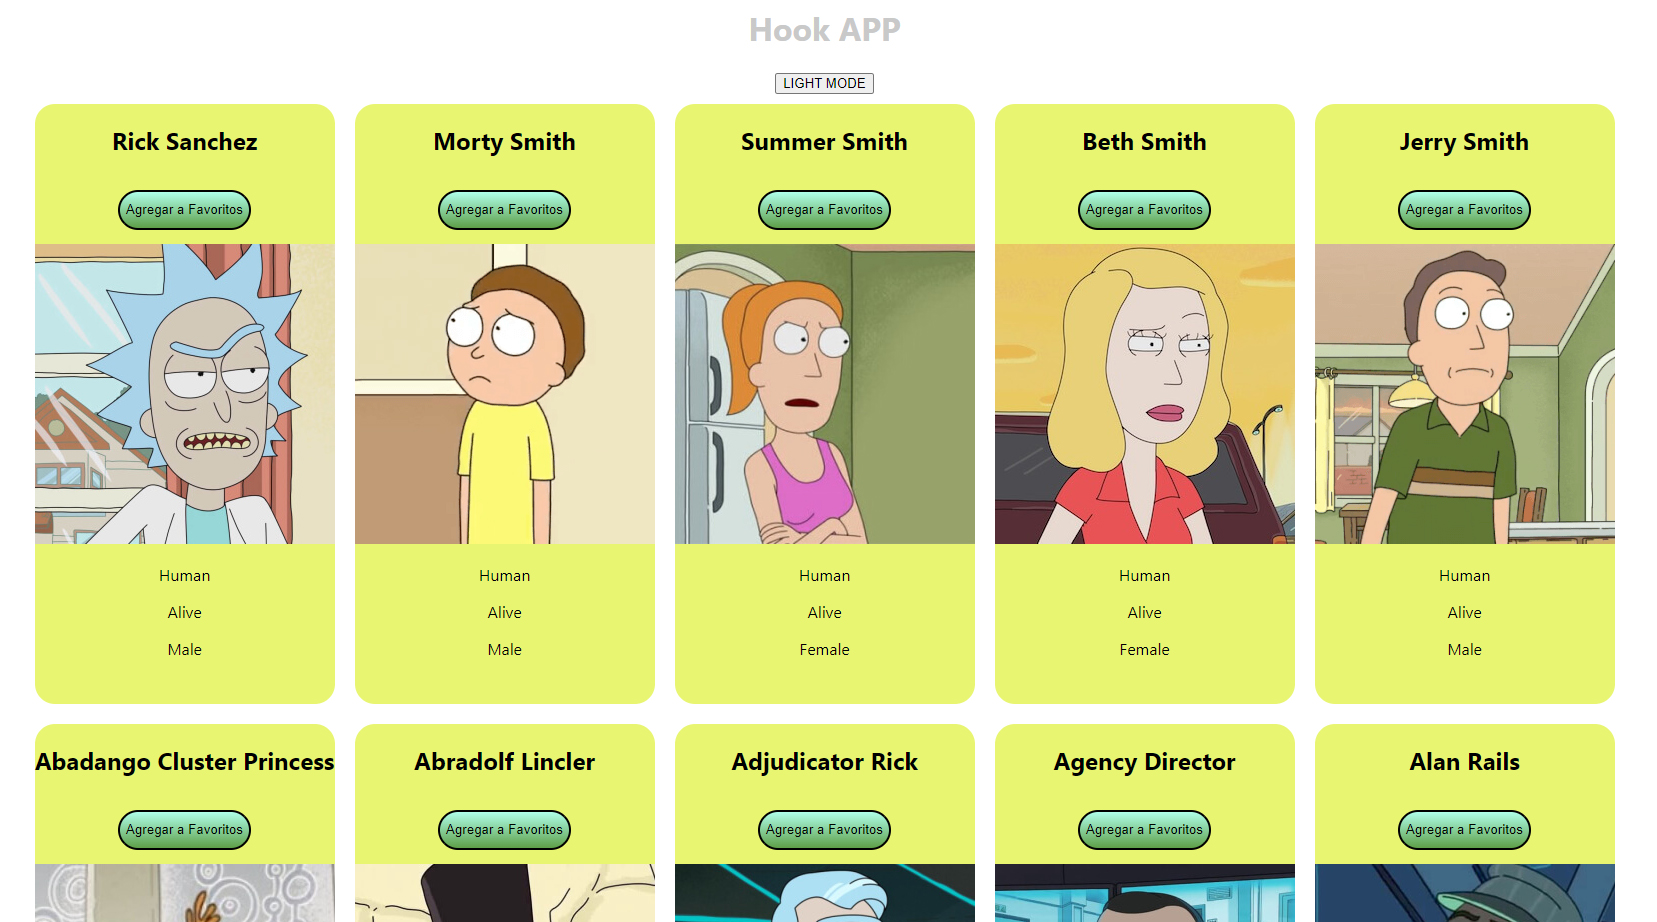 Hook APP
LIGHT MODE
Rick Sanchez
Agregar a Favoritos
Human
Alive
Male
Morty Smith
Agregar a Favoritos
Human
Alive
Male
Summer Smith
Agregar a Favoritos
Human
Alive
Female
Beth Smith
Agregar a Favoritos
Human
Alive
Female
Jerry Smith
Agregar a Favoritos
Human
Alive
Male
Abadango Cluster Princess
Agregar a Favoritos
Abradolf Lincler
Agregar a Favoritos
Adjudicator Rick
Agregar a Favoritos
Agency Director
Agregar a Favoritos
Alan Rails
Agregar a Favoritos